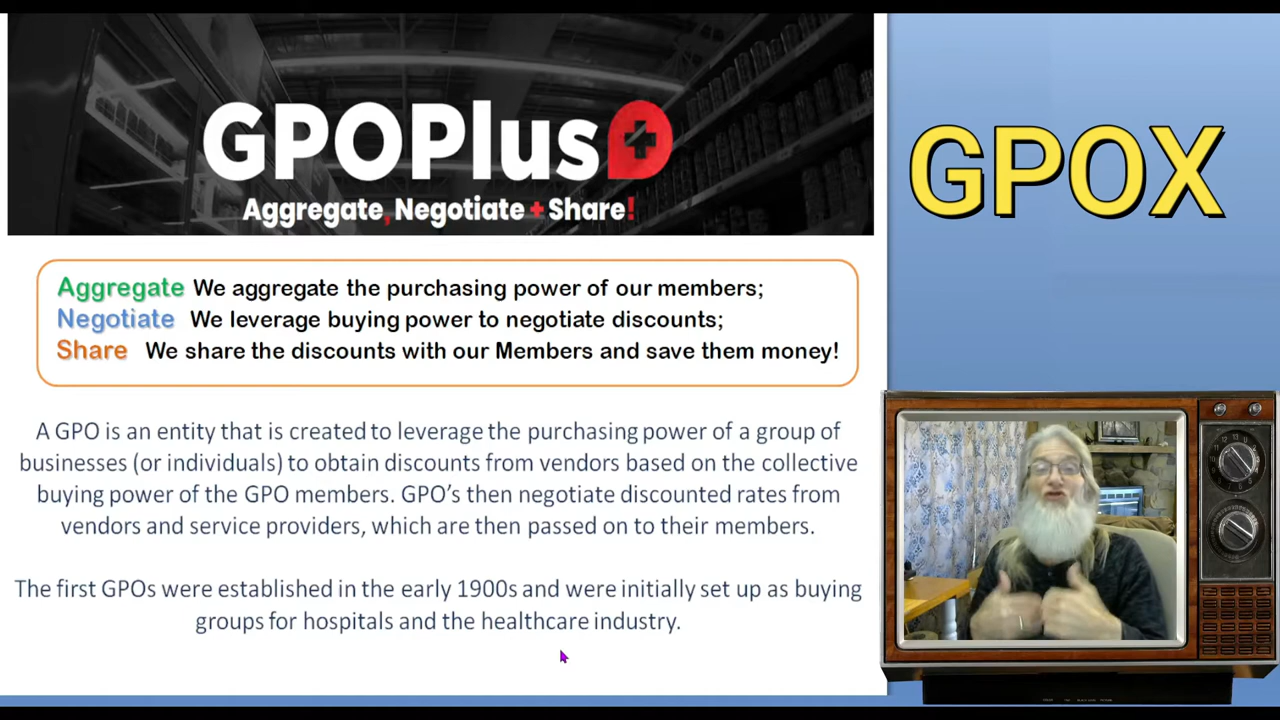 GPOPlus+
Aggregate, Negotiate + Share!
GPOX
Aggregate We aggregate the purchasing power of our members;
Negotiate We leverage buying power to negotiate discounts;
Share We share the discounts with our Members and save them money!
A GPO is an entity that is created to leverage the purchasing power of a group of
businesses (or individuals) to obtain discounts from vendors based on the collective
buying power of the GPO members. GPO’s then negotiate discounted rates from
vendors and service providers, which are then passed on to their members.
The first GPOs were established in the early 1900s and were initially set up as buying
groups for hospitals and the healthcare industry.